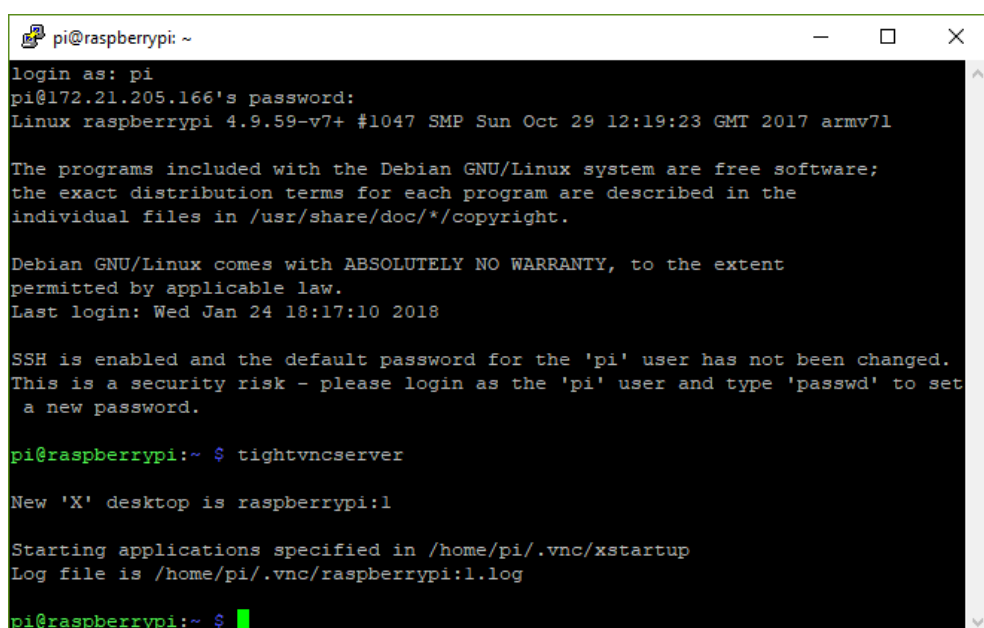 pi@raspberrypi: ~
login as: pi
pi@172.21.205.166's password:
Linux raspberrypi 4.9.59-v7+ #1047 SMP Sun Oct 29 12:19:23 GMT 2017 armv7l
The programs included with the Debian GNU/Linux system are free software;
the exact distribution terms for each program are described in the
individual files in /usr/share/doc/*/copyright.
Debian GNU/Linux comes with ABSOLUTELY NO WARRANTY, to the extent
permitted by applicable law.
Last login: Wed Jan 24 18:17:10 2018
SSH is enabled and the default password for the 'pi' user has not been changed.
This is a security risk - please login as the 'pi' user and type 'passwd' to set
 a new password.
pi@raspberrypi:~ $ tightvncserver
New 'X' desktop is raspberrypi:1
Starting applications specified in /home/pi/.vnc/xstartup
Log file is /home/pi/.vnc/raspberrypi:1.log
pi@raspberrypi:~ $